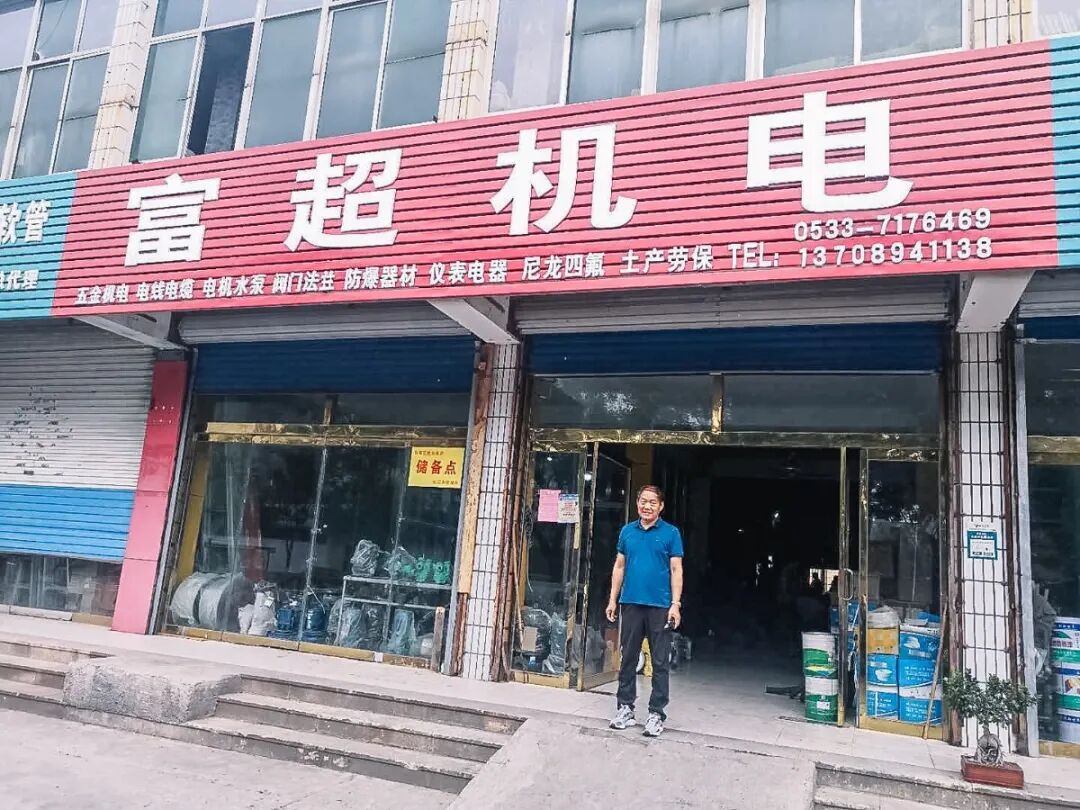 软管
代理
富超机电
0533-7176469
五金机电 电线电缆 电机水泵 阀门法兰 防爆器材 仪表电器 尼龙四氟 土产劳保 TEL: 13708941138
储备点